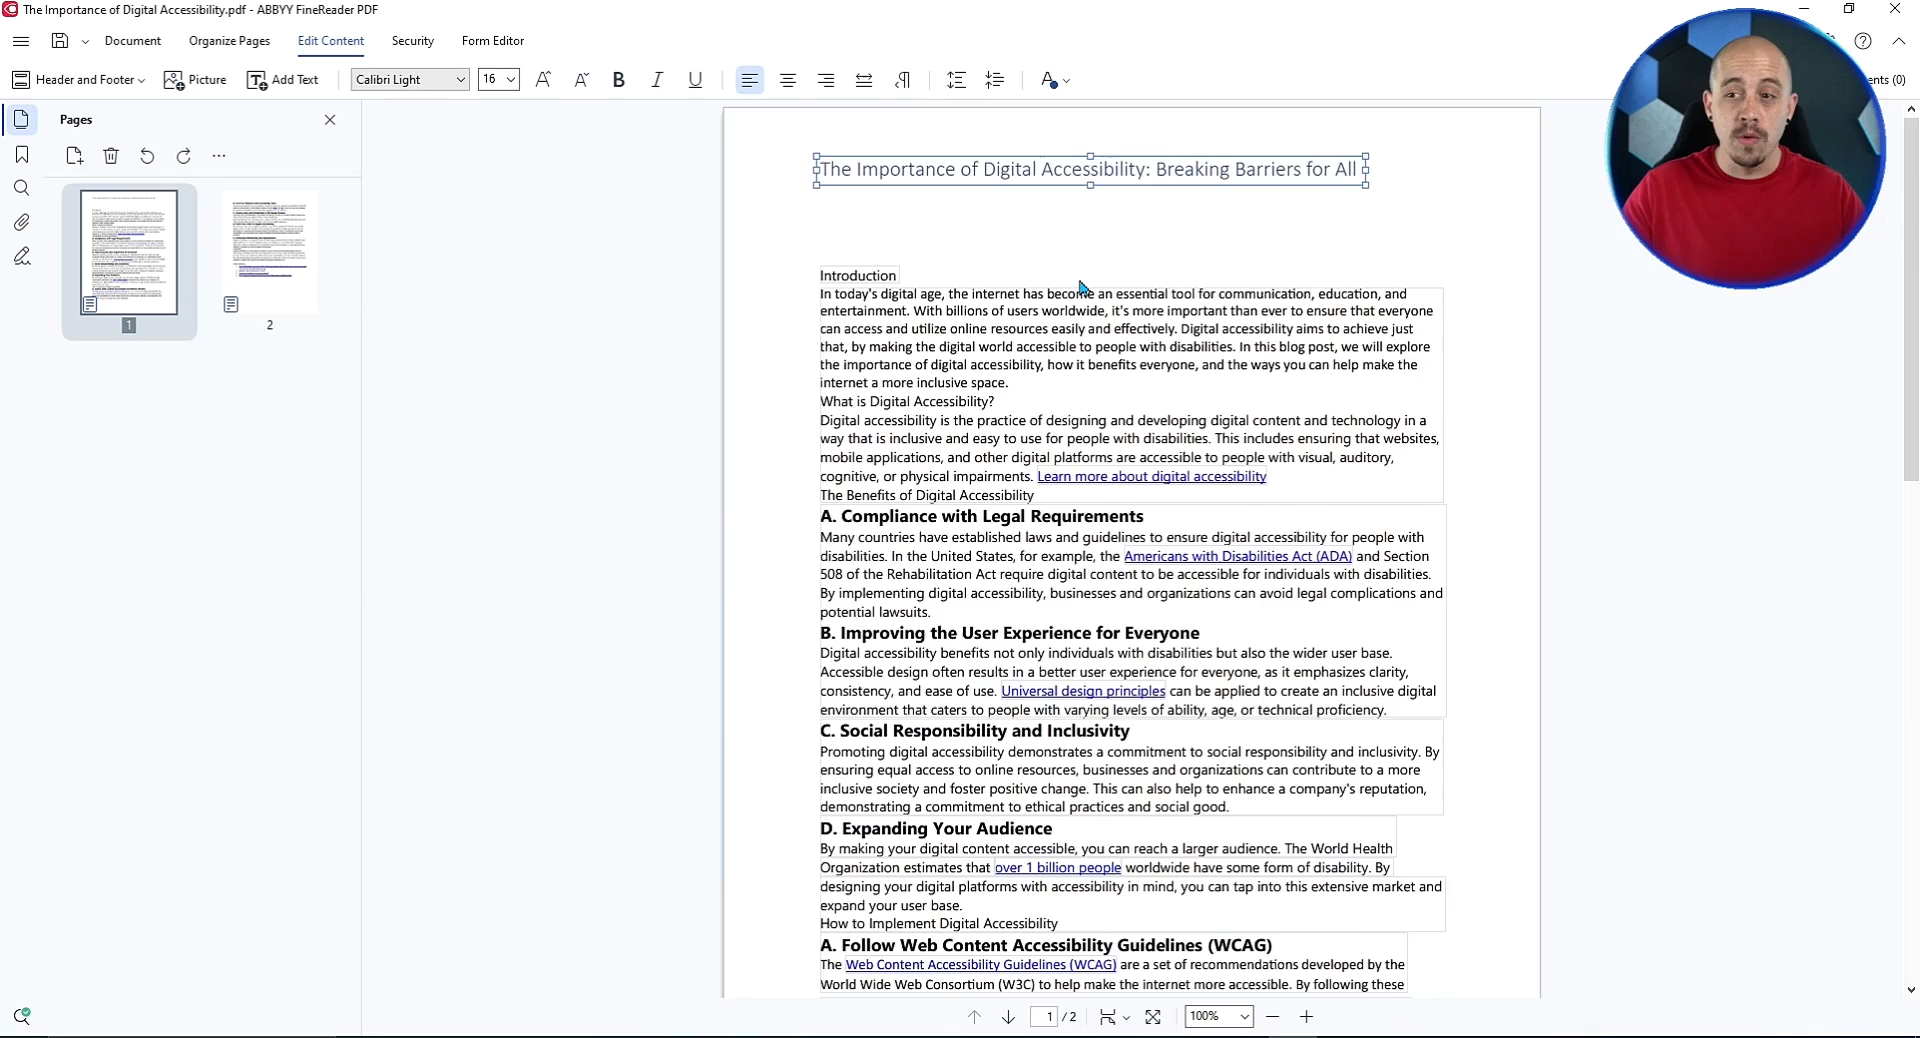 The Importance of Digital Accessibility.pdf - ABBYY FineReader PDF
Document Organize Pages Edit Content Security Form Editor
Header and Footer Picture Add Text Calibri Light 16 B I U A
ents (0)
Pages
1
2
The Importance of Digital Accessibility: Breaking Barriers for All
Introduction
In today's digital age, the internet has become an essential tool for communication, education, and
entertainment. With billions of users worldwide, it's more important than ever to ensure that everyone
can access and utilize online resources easily and effectively. Digital accessibility aims to achieve just
that, by making the digital world accessible to people with disabilities. In this blog post, we will explore
the importance of digital accessibility, how it benefits everyone, and the ways you can help make the
internet a more inclusive space.
What is Digital Accessibility?
Digital accessibility is the practice of designing and developing digital content and technology in a
way that is inclusive and easy to use for people with disabilities. This includes ensuring that websites,
mobile applications, and other digital platforms are accessible to people with visual, auditory,
cognitive, or physical impairments. Learn more about digital accessibility
The Benefits of Digital Accessibility
A. Compliance with Legal Requirements
Many countries have established laws and guidelines to ensure digital accessibility for people with
disabilities. In the United States, for example, the Americans with Disabilities Act (ADA) and Section
508 of the Rehabilitation Act require digital content to be accessible for individuals with disabilities.
By implementing digital accessibility, businesses and organizations can avoid legal complications and
potential lawsuits.
B. Improving the User Experience for Everyone
Digital accessibility benefits not only individuals with disabilities but also the wider user base.
Accessible design often results in a better user experience for everyone, as it emphasizes clarity,
consistency, and ease of use. Universal design principles can be applied to create an inclusive digital
environment that caters to people with varying levels of ability, age, or technical proficiency.
C. Social Responsibility and Inclusivity
Promoting digital accessibility demonstrates a commitment to social responsibility and inclusivity. By
ensuring equal access to online resources, businesses and organizations can contribute to a more
inclusive society and foster positive change. This can also help to enhance a company's reputation,
demonstrating a commitment to ethical practices and social good.
D. Expanding Your Audience
By making your digital content accessible, you can reach a larger audience. The World Health
Organization estimates that over 1 billion people worldwide have some form of disability. By
designing your digital platforms with accessibility in mind, you can tap into this extensive market and
expand your user base.
How to Implement Digital Accessibility
A. Follow Web Content Accessibility Guidelines (WCAG)
The Web Content Accessibility Guidelines (WCAG) are a set of recommendations developed by the
World Wide Web Consortium (W3C) to help make the internet more accessible. By following these
1 / 2 100%